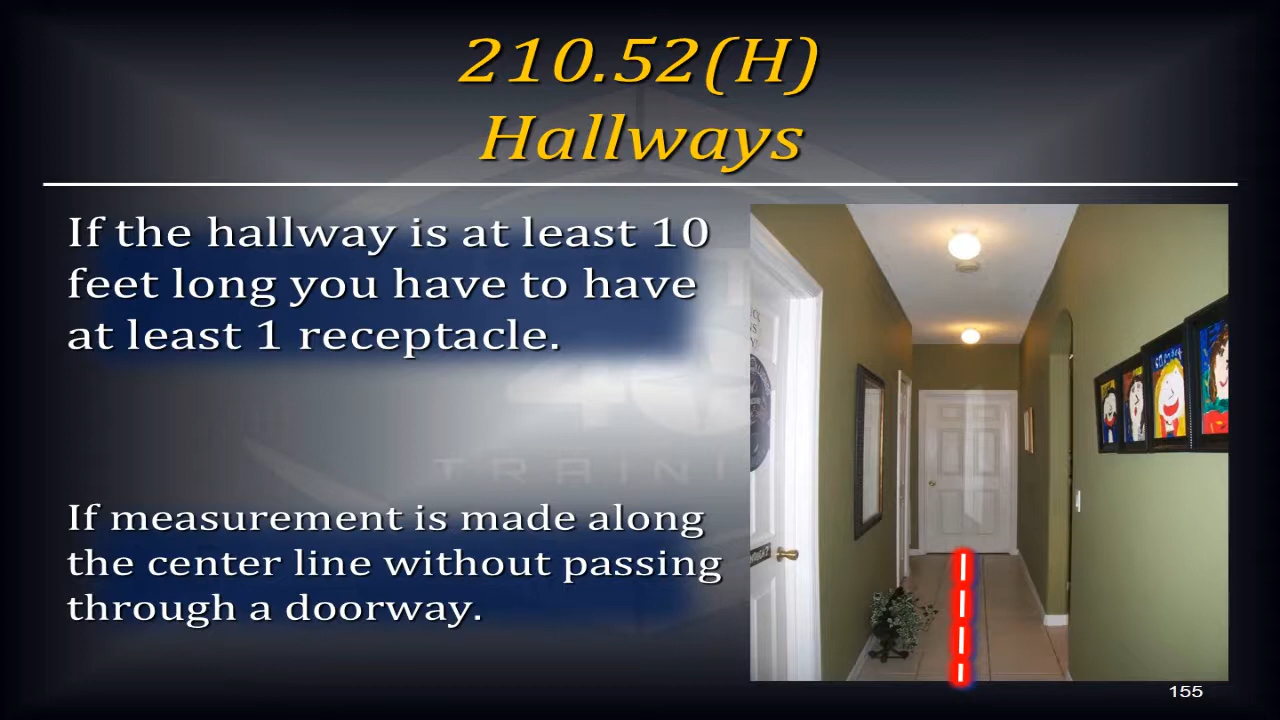 210.52(H)
Hallways
If the hallway is at least 10
feet long you have to have
at least 1 receptacle.
TRAINI
If measurement is made along
the center line without passing
through a doorway.
155